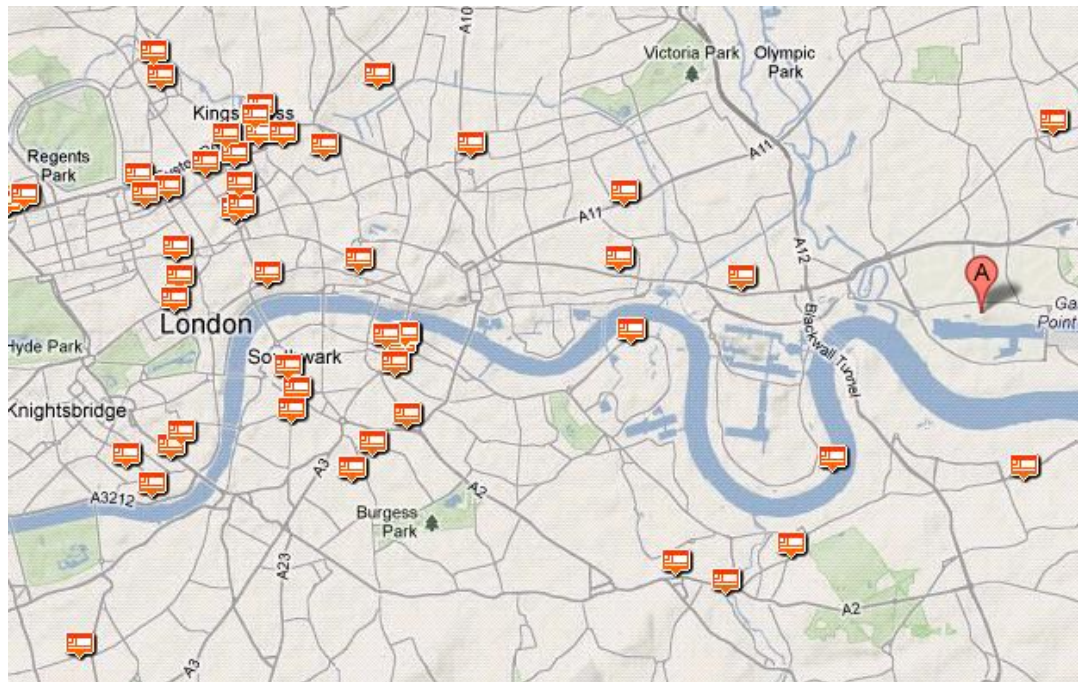 A10
Victoria Park
Olympic
Park
Regents
Park
A11
A11
A12
A
London
Southwark
Hyde Park
Knightsbridge
Blackwall Tunnel
Point
A3212
A3
A2
Burgess
Park
A23
A2
A3